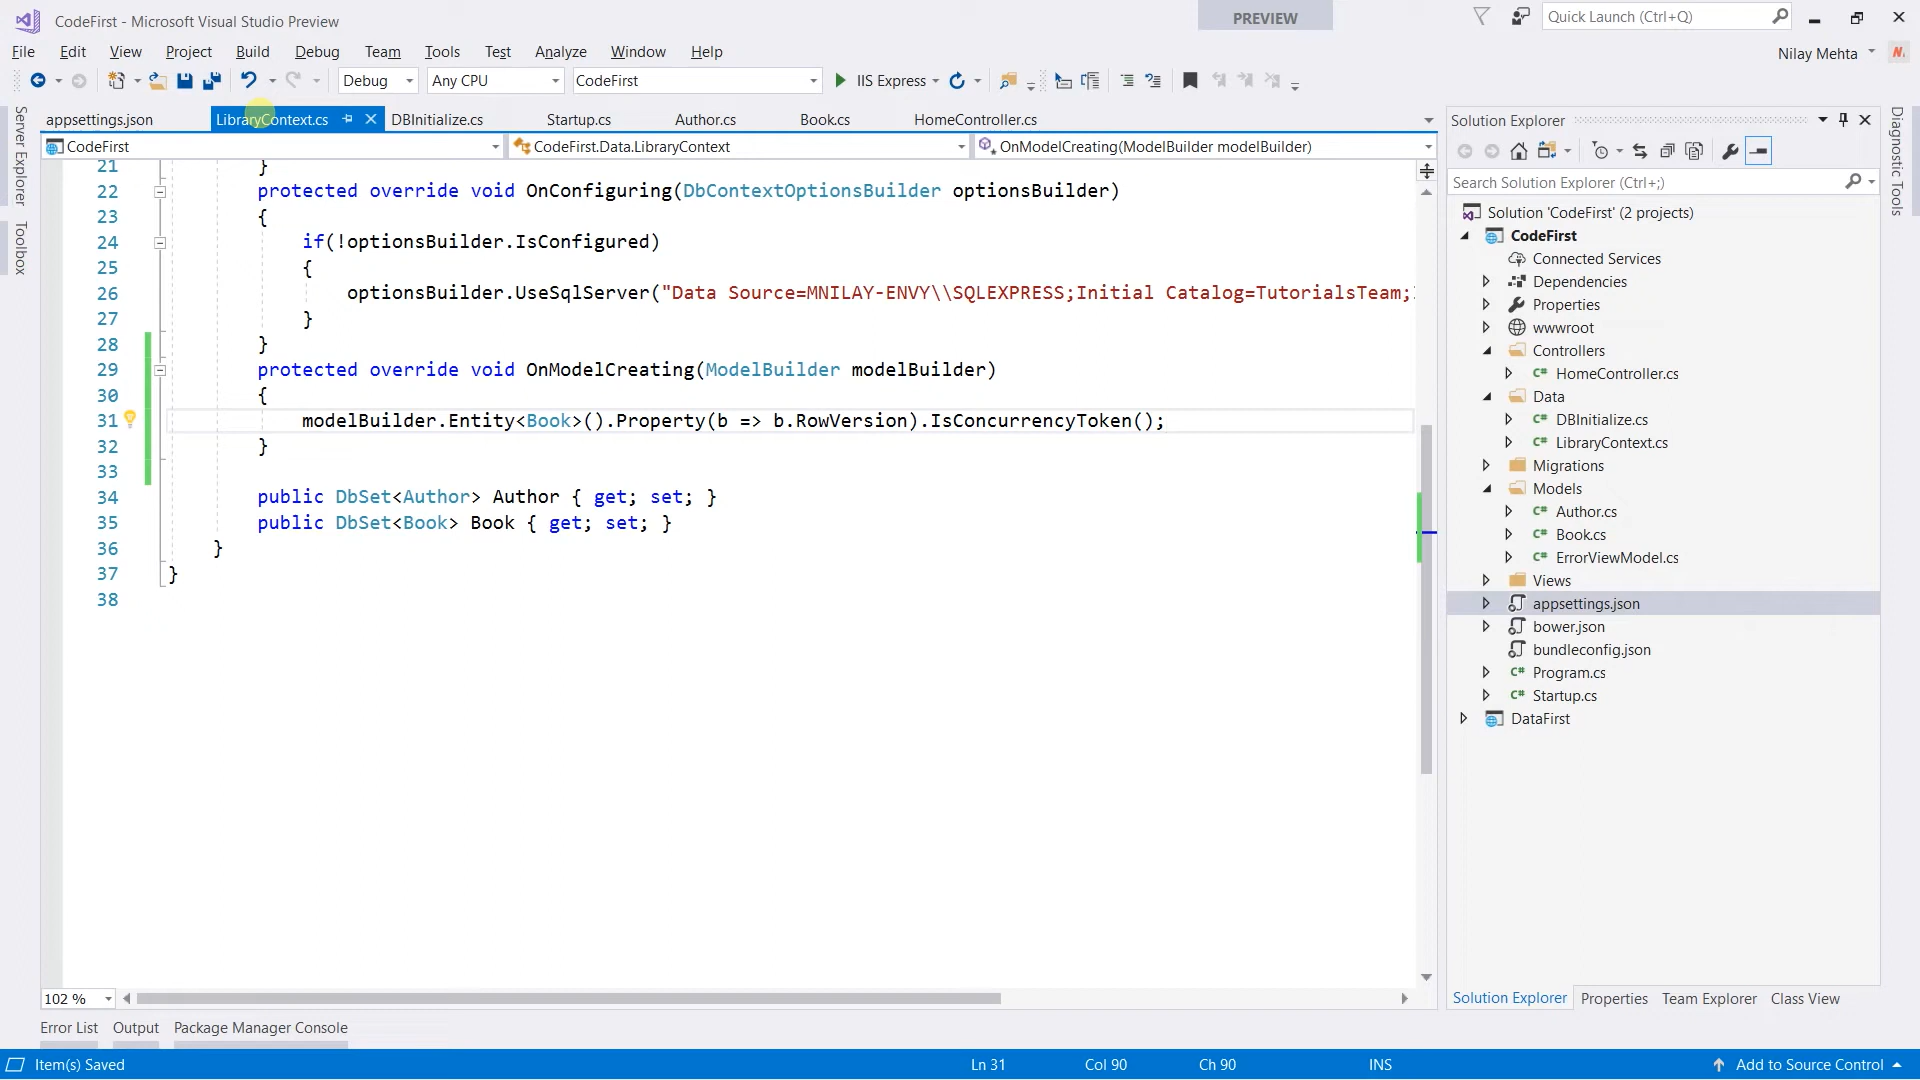 CodeFirst - Microsoft Visual Studio Preview
PREVIEW
Quick Launch (Ctrl+Q)
File Edit View Project Build Debug Team Tools Test Analyze Window Help
Nilay Mehta
Debug Any CPU CodeFirst IIS Express
Server Explorer
Toolbox
appsettings.json LibraryContext.cs DBInitialize.cs Startup.cs Author.cs Book.cs HomeController.cs
CodeFirst CodeFirst.Data.LibraryContext OnModelCreating(ModelBuilder modelBuilder)
21 }
22 protected override void OnConfiguring(DbContextOptionsBuilder optionsBuilder)
23 {
24 if(!optionsBuilder.IsConfigured)
25 {
26 optionsBuilder.UseSqlServer("Data Source=MNILAY-ENVY\\SQLEXPRESS;Initial Catalog=TutorialsTeam;
27 }
28 }
29 protected override void OnModelCreating(ModelBuilder modelBuilder)
30 {
31 modelBuilder.Entity<Book>().Property(b => b.RowVersion).IsConcurrencyToken();
32 }
33
34 public DbSet<Author> Author { get; set; }
35 public DbSet<Book> Book { get; set; }
36 }
37 }
38
102 %
Error List Output Package Manager Console
Solution Explorer
Search Solution Explorer (Ctrl+;)
Solution 'CodeFirst' (2 projects)
CodeFirst
Connected Services
Dependencies
Properties
wwwroot
Controllers
C# HomeController.cs
Data
C# DBInitialize.cs
C# LibraryContext.cs
Migrations
Models
C# Author.cs
C# Book.cs
C# ErrorViewModel.cs
Views
appsettings.json
bower.json
bundleconfig.json
C# Program.cs
C# Startup.cs
DataFirst
Solution Explorer Properties Team Explorer Class View
Diagnostic Tools
Item(s) Saved Ln 31 Col 90 Ch 90 INS Add to Source Control